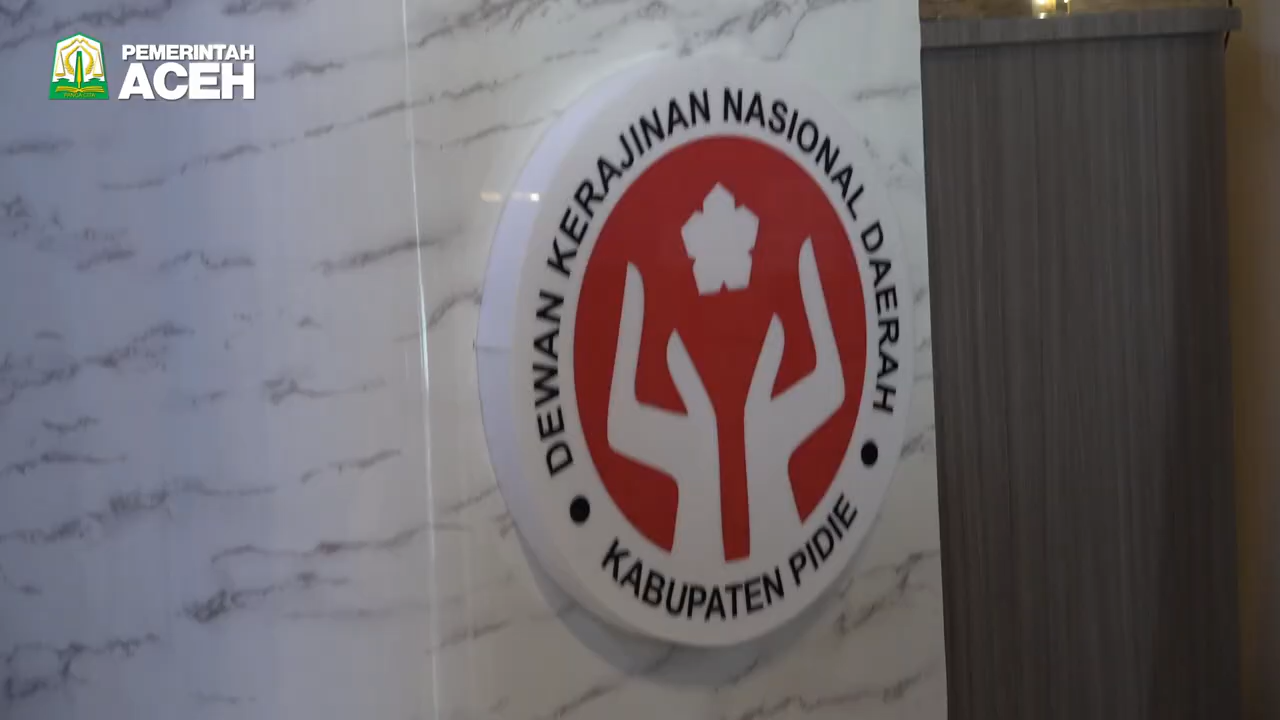 PEMERINTAH
ACEH
DEWAN KERAJINAN NASIONAL DAERAH
KABUPATEN PIDIE